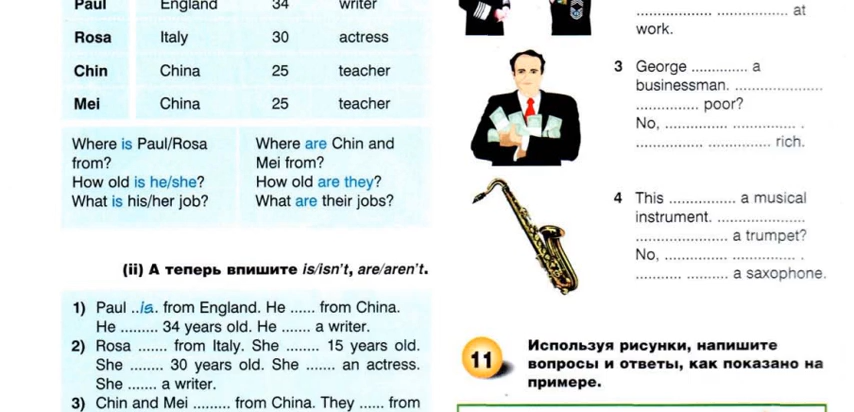 Paul England 34 writer
Rosa Italy 30 actress
Chin China 25 teacher
Mei China 25 teacher
Where is Paul/Rosa
from?
How old is he/she?
What is his/her job?
Where are Chin and
Mei from?
How old are they?
What are their jobs?
(ii) А теперь впишите is/isn't, are/aren't.
1) Paul ..is. from England. He ...... from China.
He ......... 34 years old. He ....... a writer.
2) Rosa ....... from Italy. She ....... 15 years old.
She ....... 30 years old. She ....... an actress.
She ....... a writer.
3) Chin and Mei ......... from China. They ...... from
................ ................ at
work.
3 George ............. a
businessman. ....................
.............. poor?
No, ............. ............... .
............... .............. rich.
4 This ............... a musical
instrument. ....................
..................... a trumpet?
No, ............. ............... .
............ ........... a saxophone.
11 Используя рисунки, напишите
вопросы и ответы, как показано на
примере.